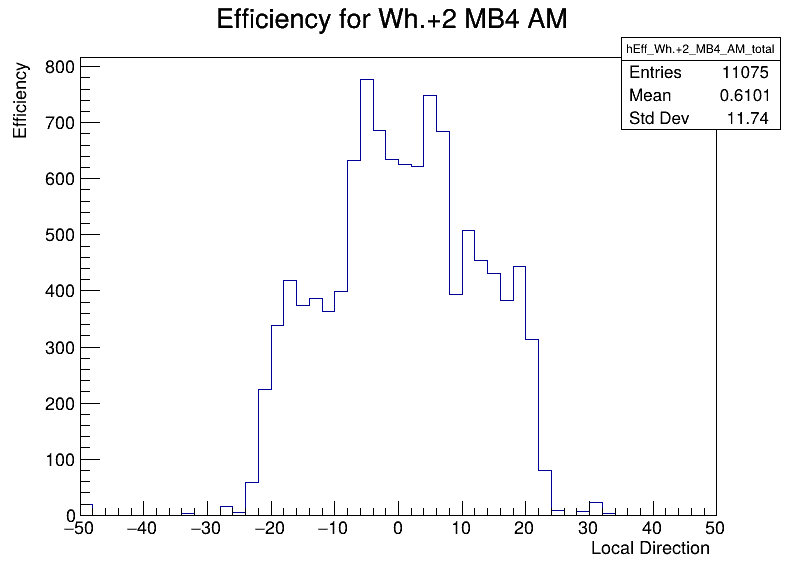 Efficiency for Wh.+2 MB4 AM
hEff_Wh.+2_MB4_AM_total
Entries 11075
Mean 0.6101
Std Dev 11.74
Efficiency
800
700
600
500
400
300
200
100
0
−50 −40 −30 −20 −10 0 10 20 30 40 50
Local Direction